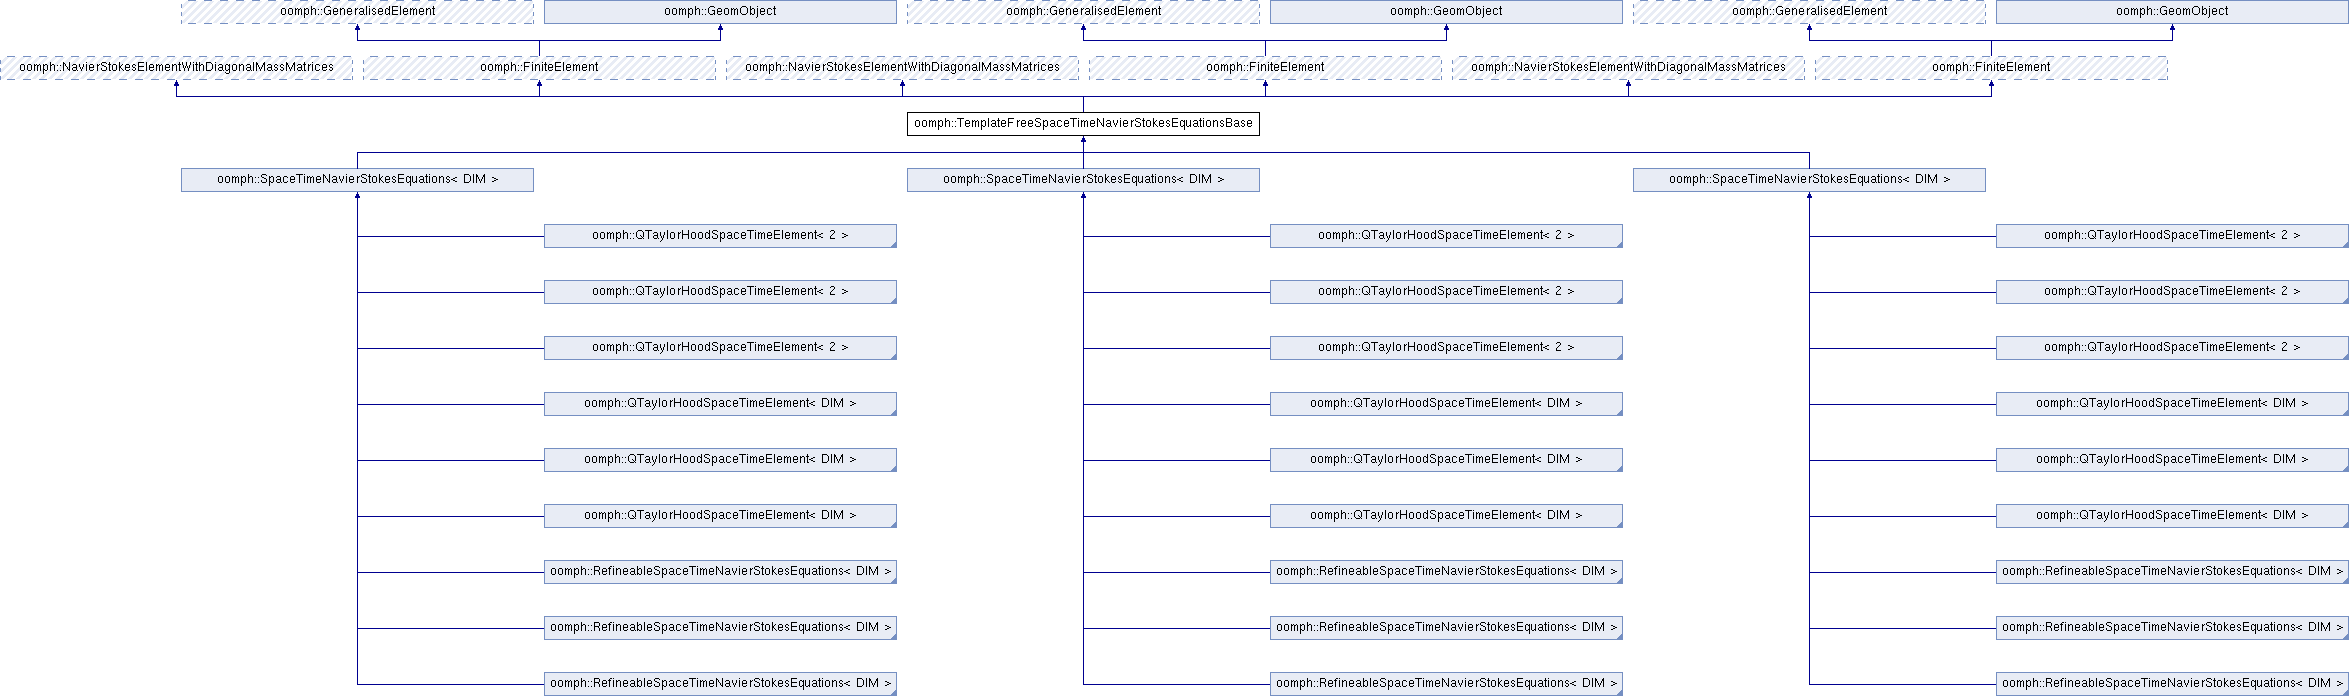 oomph::GeneralisedElement
oomph::GeomObject
oomph::GeneralisedElement
oomph::GeomObject
oomph::GeneralisedElement
oomph::GeomObject
oomph::NavierStokesElementWithDiagonalMassMatrices
oomph::FiniteElement
oomph::NavierStokesElementWithDiagonalMassMatrices
oomph::FiniteElement
oomph::NavierStokesElementWithDiagonalMassMatrices
oomph::FiniteElement
oomph::TemplateFreeSpaceTimeNavierStokesEquationsBase
oomph::SpaceTimeNavierStokesEquations< DIM >
oomph::SpaceTimeNavierStokesEquations< DIM >
oomph::SpaceTimeNavierStokesEquations< DIM >
oomph::QTaylorHoodSpaceTimeElement< 2 >
oomph::QTaylorHoodSpaceTimeElement< 2 >
oomph::QTaylorHoodSpaceTimeElement< 2 >
oomph::QTaylorHoodSpaceTimeElement< 2 >
oomph::QTaylorHoodSpaceTimeElement< 2 >
oomph::QTaylorHoodSpaceTimeElement< 2 >
oomph::QTaylorHoodSpaceTimeElement< 2 >
oomph::QTaylorHoodSpaceTimeElement< 2 >
oomph::QTaylorHoodSpaceTimeElement< 2 >
oomph::QTaylorHoodSpaceTimeElement< DIM >
oomph::QTaylorHoodSpaceTimeElement< DIM >
oomph::QTaylorHoodSpaceTimeElement< DIM >
oomph::QTaylorHoodSpaceTimeElement< DIM >
oomph::QTaylorHoodSpaceTimeElement< DIM >
oomph::QTaylorHoodSpaceTimeElement< DIM >
oomph::QTaylorHoodSpaceTimeElement< DIM >
oomph::QTaylorHoodSpaceTimeElement< DIM >
oomph::QTaylorHoodSpaceTimeElement< DIM >
oomph::RefineableSpaceTimeNavierStokesEquations< DIM >
oomph::RefineableSpaceTimeNavierStokesEquations< DIM >
oomph::RefineableSpaceTimeNavierStokesEquations< DIM >
oomph::RefineableSpaceTimeNavierStokesEquations< DIM >
oomph::RefineableSpaceTimeNavierStokesEquations< DIM >
oomph::RefineableSpaceTimeNavierStokesEquations< DIM >
oomph::RefineableSpaceTimeNavierStokesEquations< DIM >
oomph::RefineableSpaceTimeNavierStokesEquations< DIM >
oomph::RefineableSpaceTimeNavierStokesEquations< DIM >